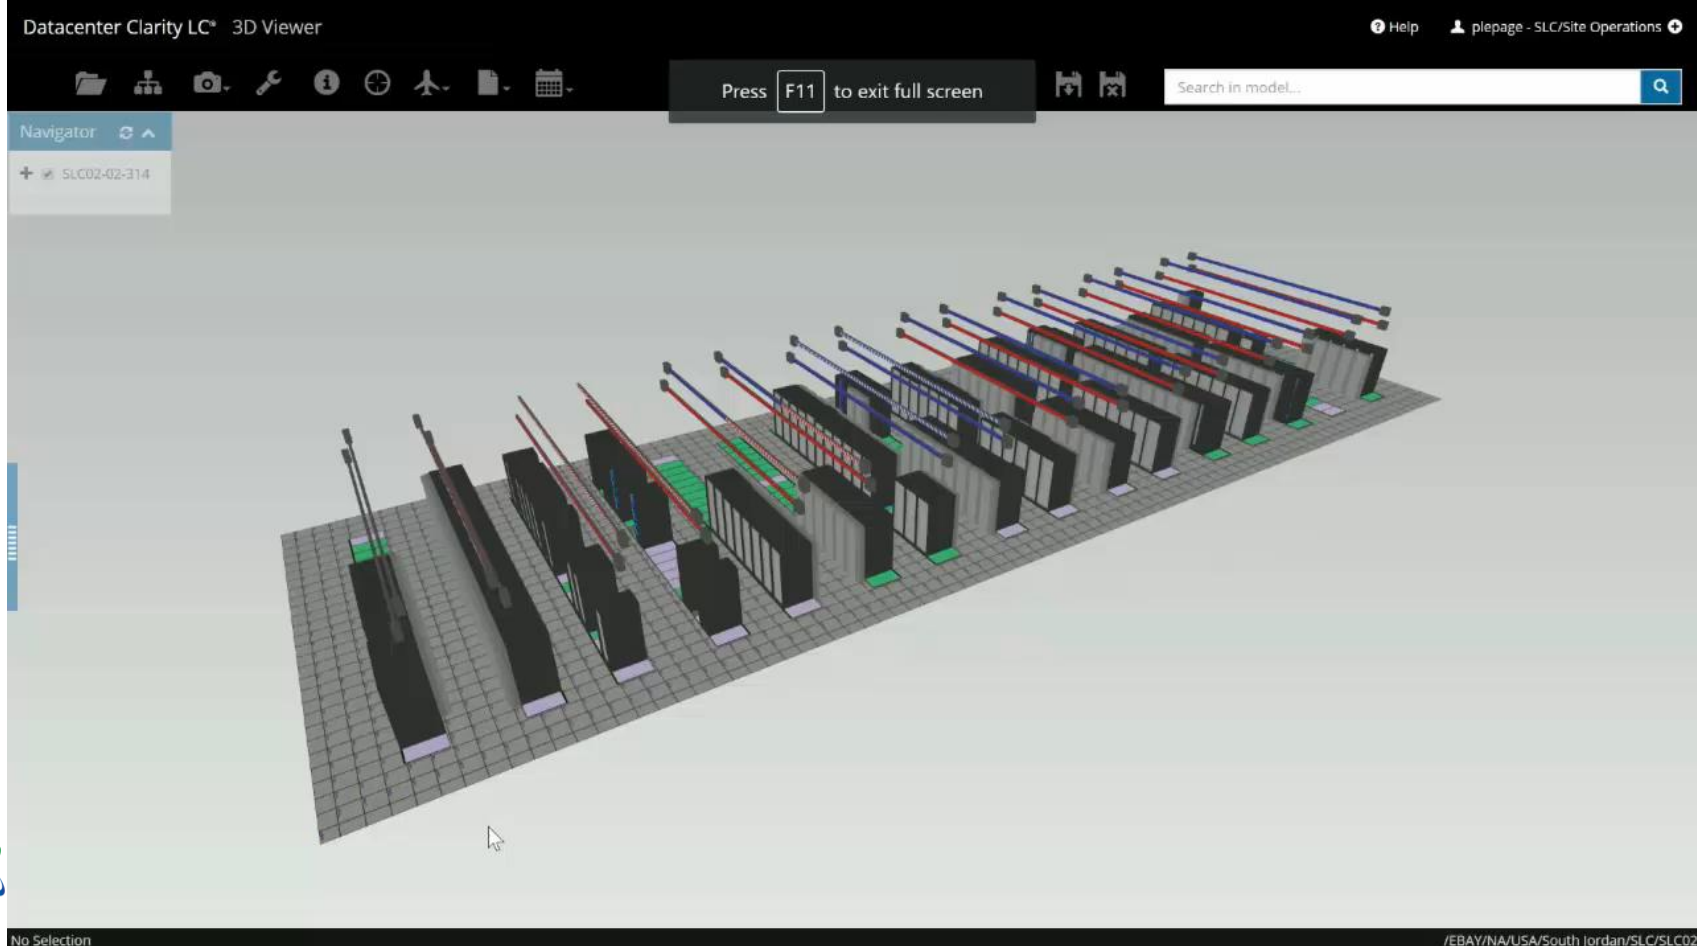 Datacenter Clarity LC* 3D Viewer
Help
plepage - SLC/Site Operations
Press F11 to exit full screen
Search in model...
Navigator
SLC02-02-314
No Selection
/EBAY/NA/USA/South Jordan/SLC/SLC02